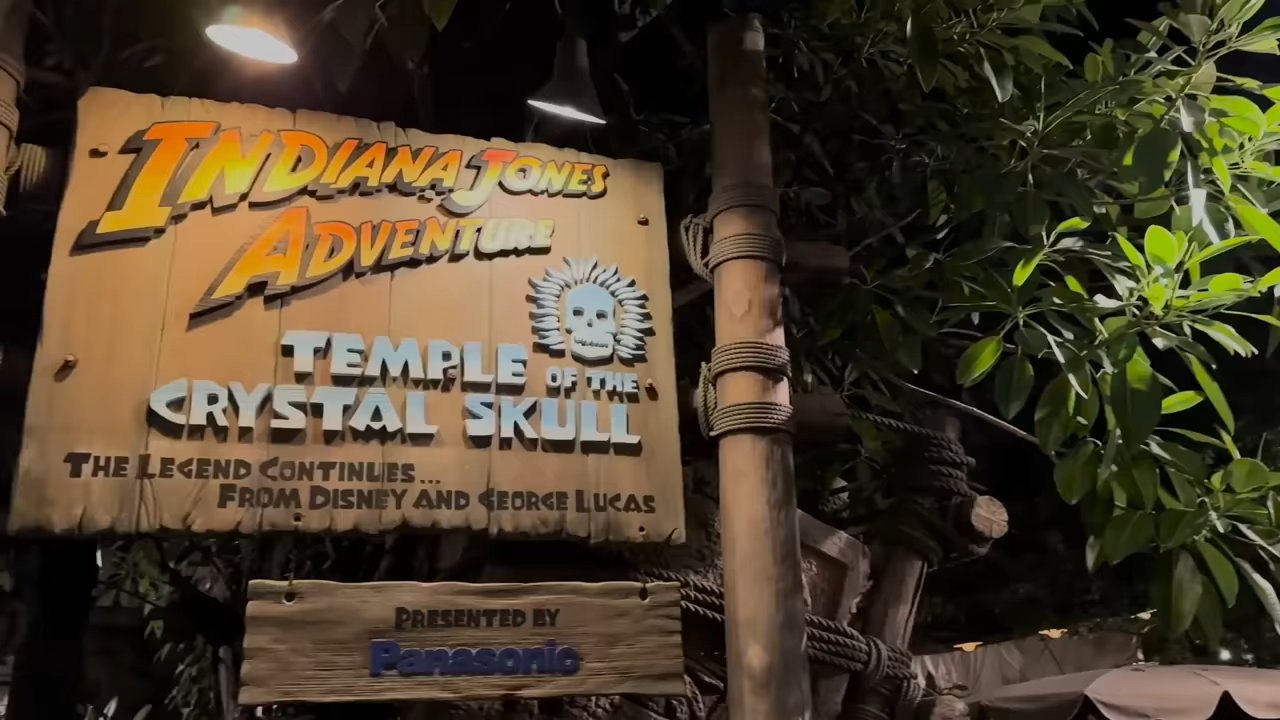 INDIANA JONES
ADVENTURE
TEMPLE OF THE
CRYSTAL SKULL
THE LEGEND CONTINUES...
FROM DISNEY AND GEORGE LUCAS
PRESENTED BY
Panasonic